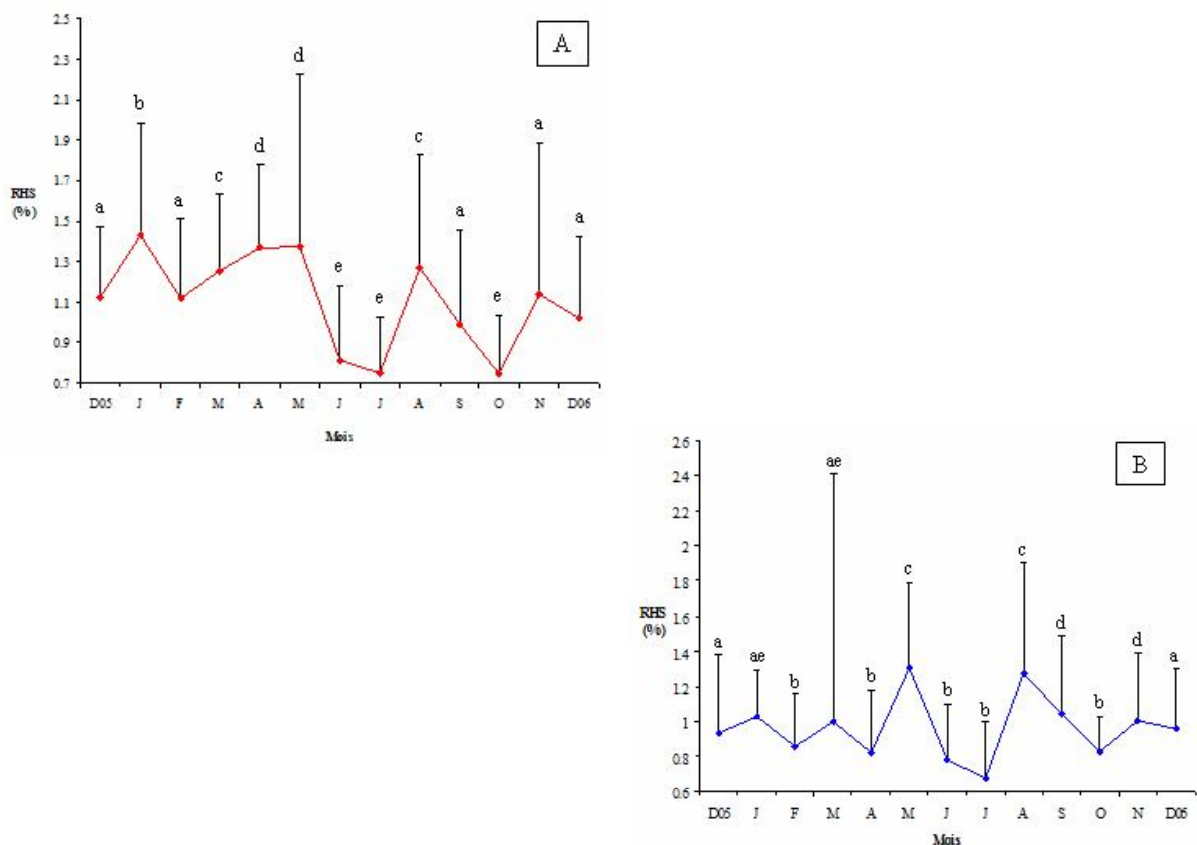 A
2.5
2.3
2.1
1.9
1.7
1.5
1.3
1.1
0.9
0.7
RHS
(%)
a b a c d d e e c a e a a
D05 J F M A M J J A S O N D06
Mois
B
2.6
2.4
2.2
2
1.8
1.6
1.4
1.2
1
0.8
0.6
RHS
(%)
a ae b ae b c b b c d b d a
D05 J F M A M J J A S O N D06
Mois